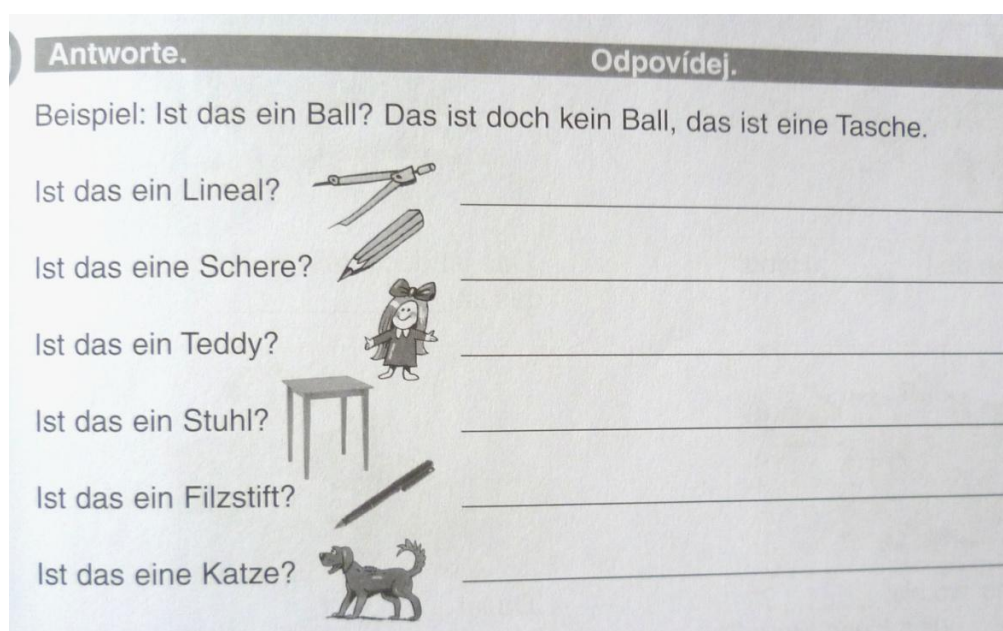 Antworte. Odpovídej.
Beispiel: Ist das ein Ball? Das ist doch kein Ball, das ist eine Tasche.
Ist das ein Lineal?
Ist das eine Schere?
Ist das ein Teddy?
Ist das ein Stuhl?
Ist das ein Filzstift?
Ist das eine Katze?